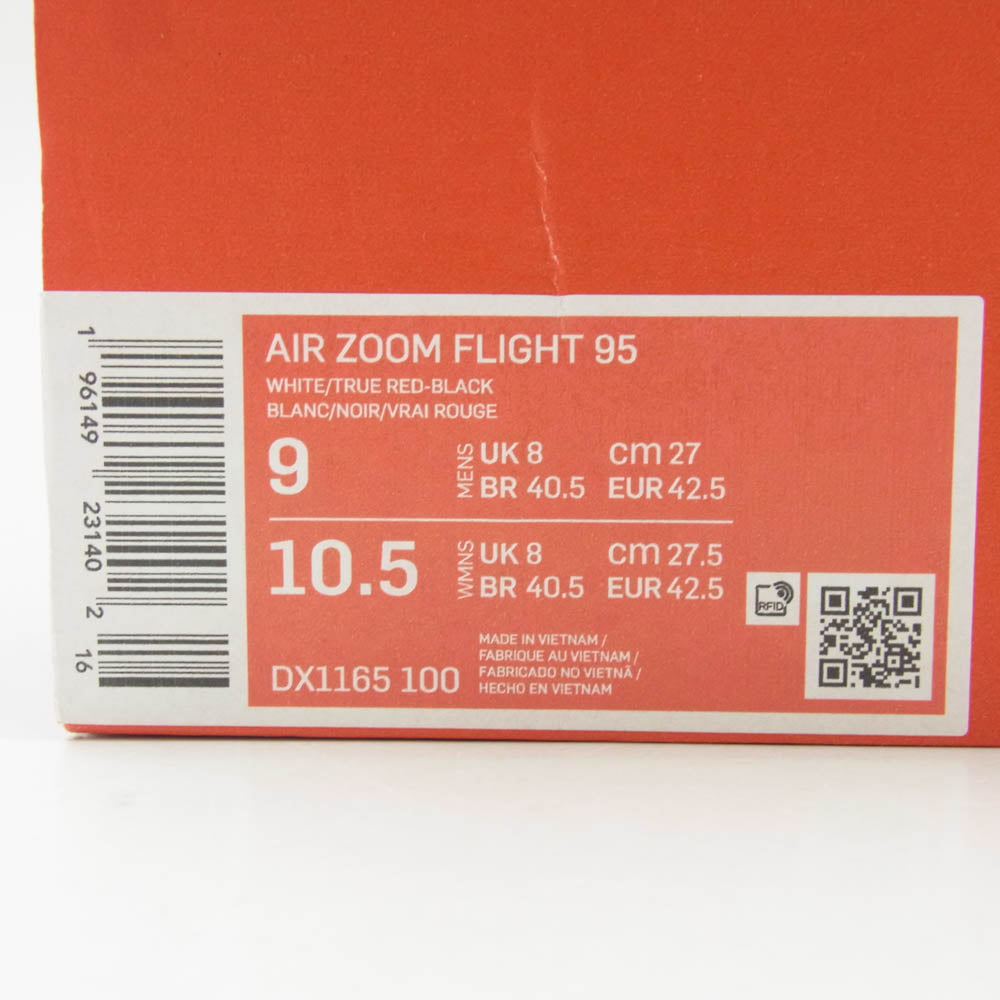 1 96149 23140 2 16
AIR ZOOM FLIGHT 95
WHITE/TRUE RED-BLACK
BLANC/NOIR/VRAI ROUGE
9 MENS UK 8 CM 27
BR 40.5 EUR 42.5
10.5 WMNS UK 8 CM 27.5
BR 40.5 EUR 42.5
RFID
DX1165 100
MADE IN VIETNAM /
FABRIQUE AU VIETNAM /
FABRICADO NO VIETNÃ /
HECHO EN VIETNAM